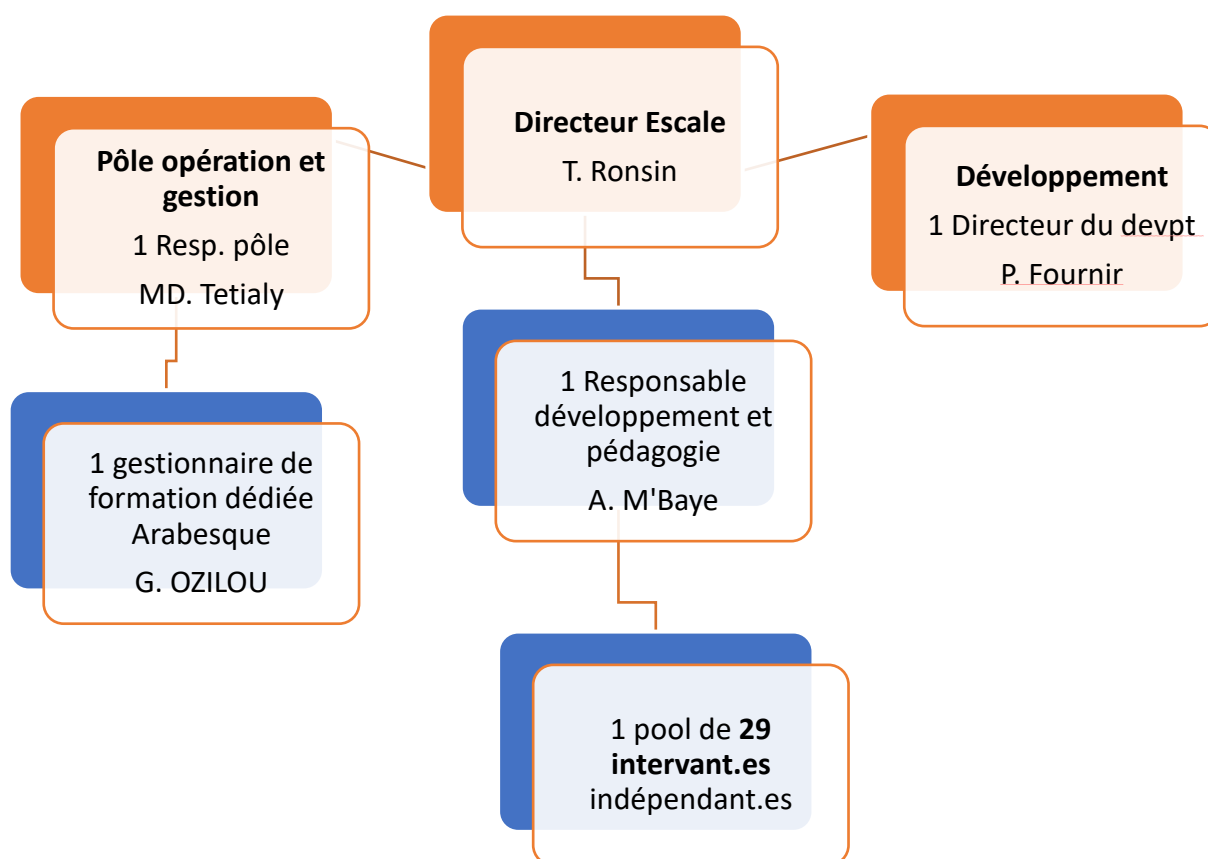 Directeur Escale
T. Ronsin
Pôle opération et
gestion
1 Resp. pôle
MD. Tetialy
Développement
1 Directeur du devpt
P. Fournir
1 gestionnaire de
formation dédiée
Arabesque
G. OZILOU
1 Responsable
développement et
pédagogie
A. M'Baye
1 pool de 29
intervant.es
indépendant.es